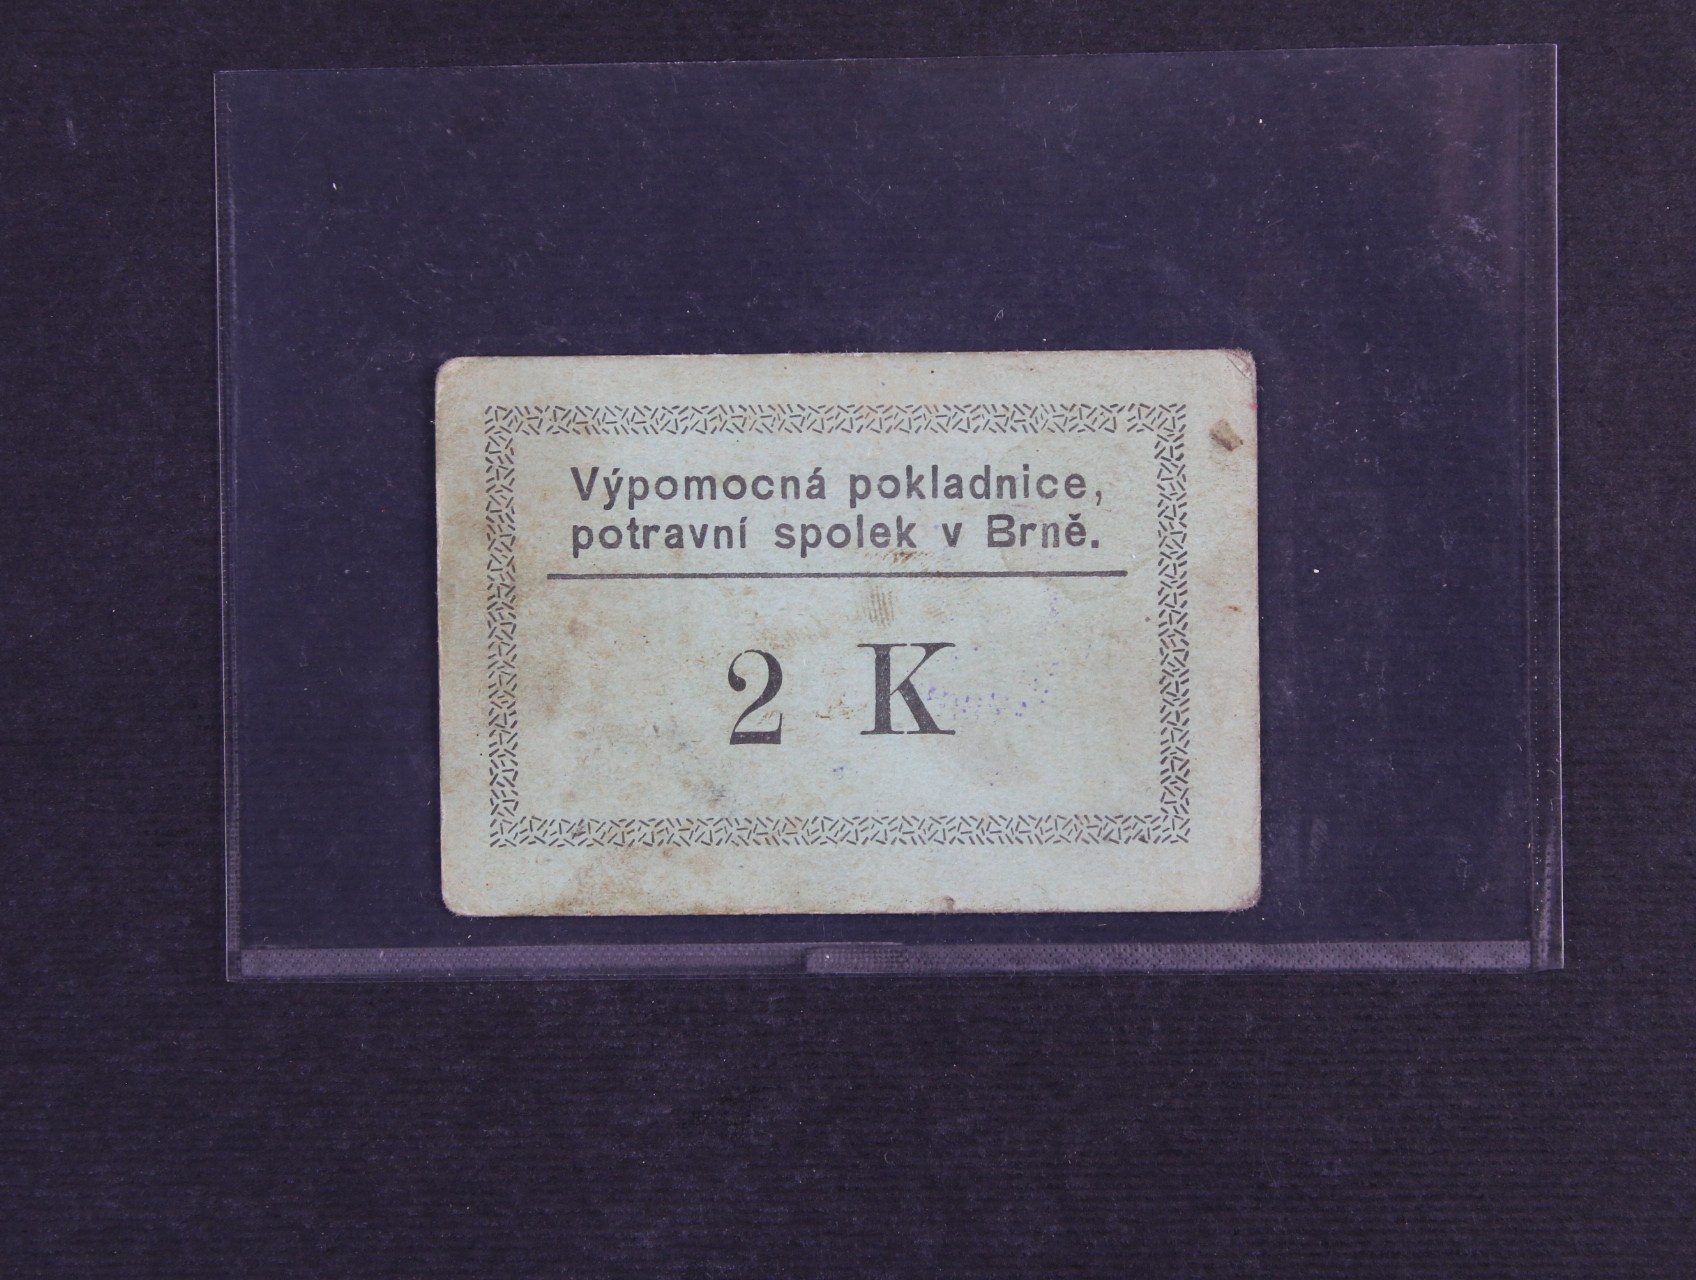 Výpomocná pokladnice,
potravní spolek v Brně.
2 K